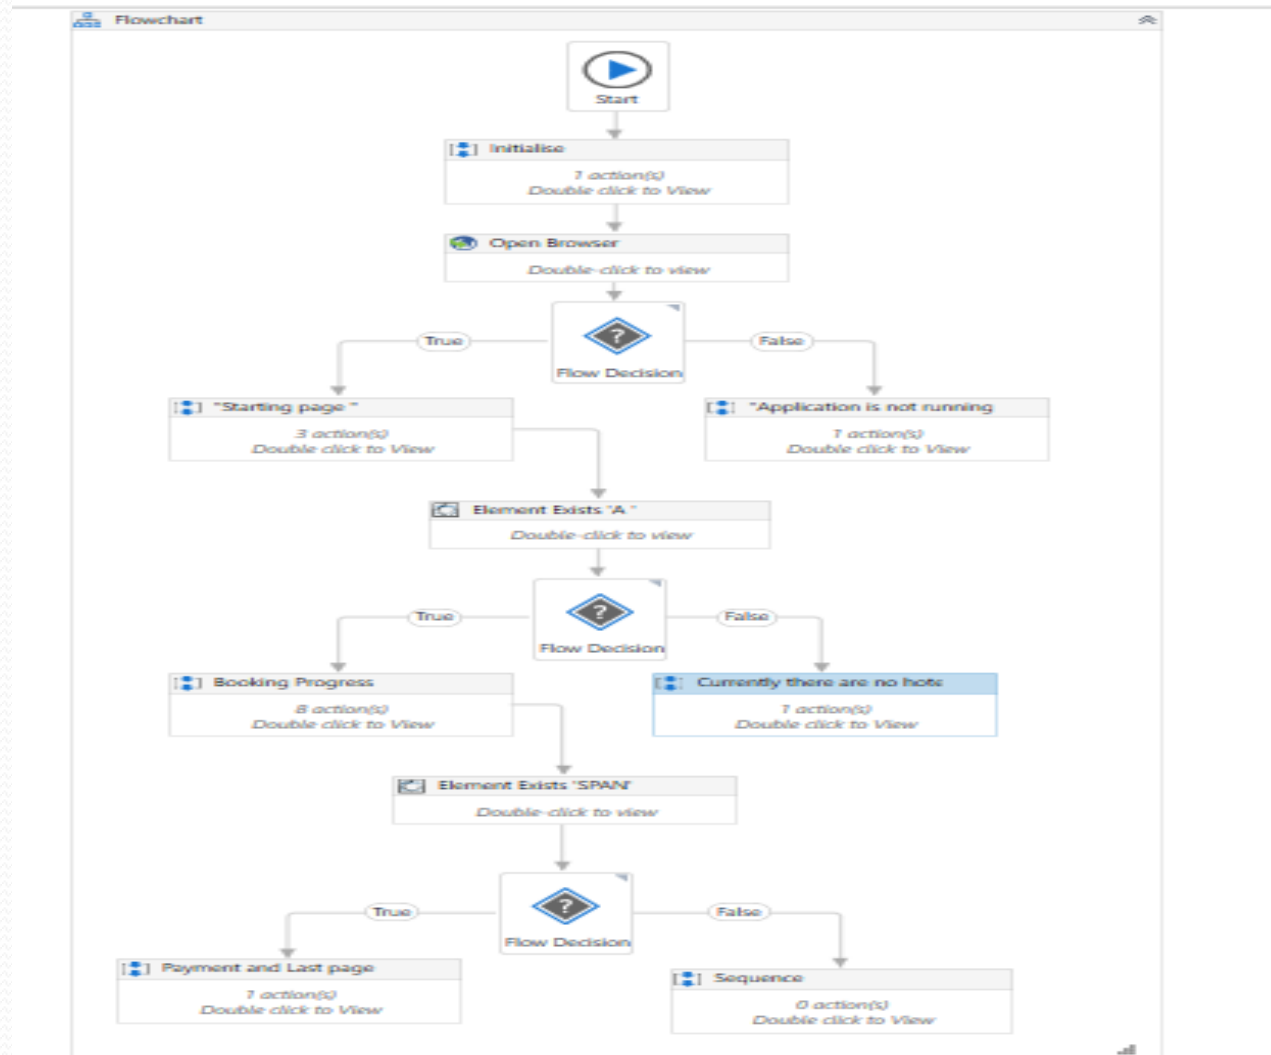 Flowchart
Start
Initialise
1 action(s)
Double click to View
Open Browser
Double-click to view
?
True
False
Flow Decision
"Starting page "
"Application is not running
3 action(s)
1 action(s)
Double click to View
Double click to View
Element Exists 'A '
Double-click to view
?
True
False
Flow Decision
Booking Progress
Currently there are no hote
8 action(s)
1 action(s)
Double click to View
Double click to View
Element Exists 'SPAN'
Double-click to view
?
True
False
Flow Decision
Payment and Last page
Sequence
1 action(s)
0 action(s)
Double click to View
Double click to View